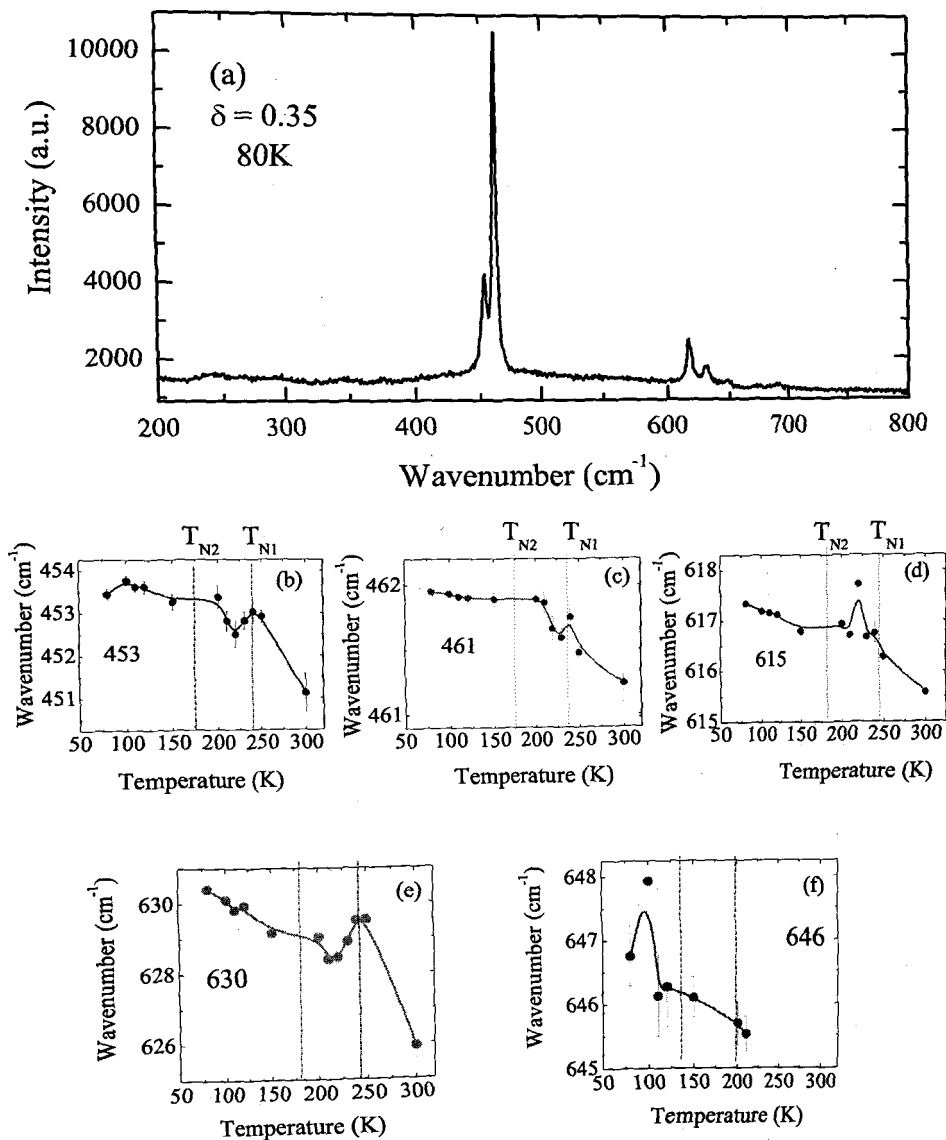 (a)
δ = 0.35
80K
Intensity (a.u.)
10000
8000
6000
4000
2000
200 300 400 500 600 700 800
Wavenumber (cm⁻¹)
T_N2 T_N1
(b)
453
Wavenumber (cm⁻¹)
454
453
452
451
50 100 150 200 250 300
Temperature (K)
T_N2 T_N1
(c)
461
Wavenumber (cm⁻¹)
462
461
50 100 150 200 250 300
Temperature (K)
T_N2 T_N1
(d)
615
Wavenumber (cm⁻¹)
618
617
616
615
50 100 150 200 250 300
Temperature (K)
(e)
630
Wavenumber (cm⁻¹)
630
628
626
50 100 150 200 250 300
Temperature (K)
(f)
646
Wavenumber (cm⁻¹)
648
647
646
645
50 100 150 200 250 300
Temperature (K)